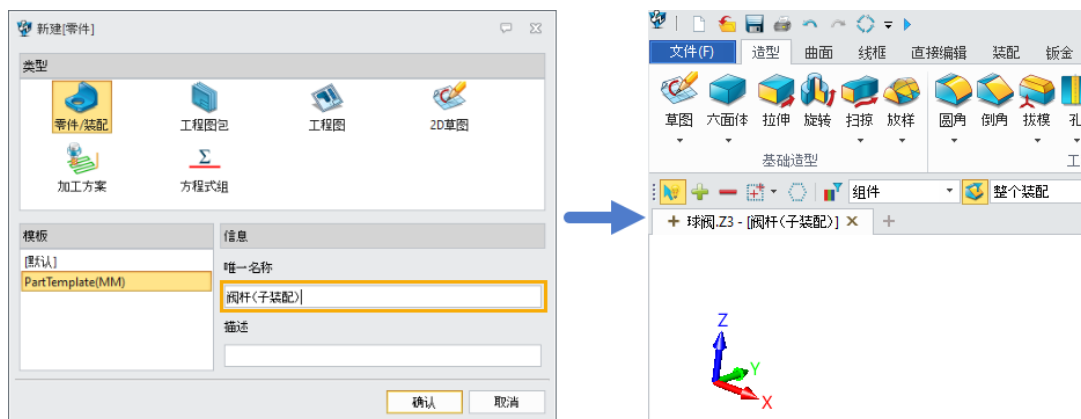 新建[零件]
类型
零件/装配 工程图包 工程图 2D草图
加工方案 方程式组
模板
[默认]
PartTemplate(MM)
信息
唯一名称
阀杆(子装配)
描述
确认 取消
文件(F) 造型 曲面 线框 直接编辑 装配 钣金
草图 六面体 拉伸 旋转 扫掠 放样 圆角 倒角 拔模 孔
基础造型 工
组件 整个装配
球阀.Z3 - [阀杆(子装配)]
Z
Y
X